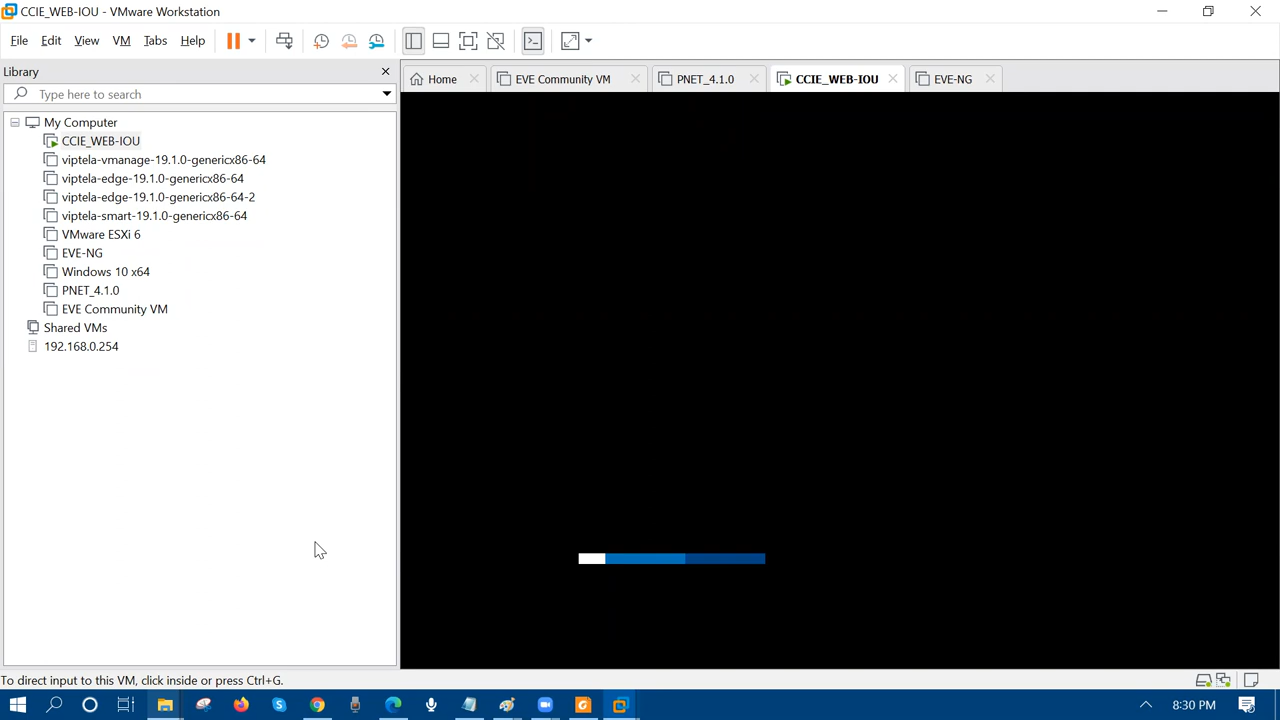 CCIE_WEB-IOU - VMware Workstation
File Edit View VM Tabs Help
Library
Type here to search
Home
EVE Community VM
PNET_4.1.0
CCIE_WEB-IOU
EVE-NG
My Computer
CCIE_WEB-IOU
viptela-vmanage-19.1.0-genericx86-64
viptela-edge-19.1.0-genericx86-64
viptela-edge-19.1.0-genericx86-64-2
viptela-smart-19.1.0-genericx86-64
VMware ESXi 6
EVE-NG
Windows 10 x64
PNET_4.1.0
EVE Community VM
Shared VMs
192.168.0.254
To direct input to this VM, click inside or press Ctrl+G.
8:30 PM